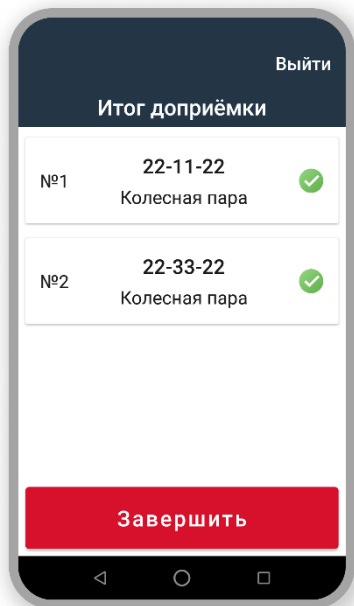 Выйти
Итог доприёмки
22-11-22
№1
Колесная пара
22-33-22
№2
Колесная пара
Завершить